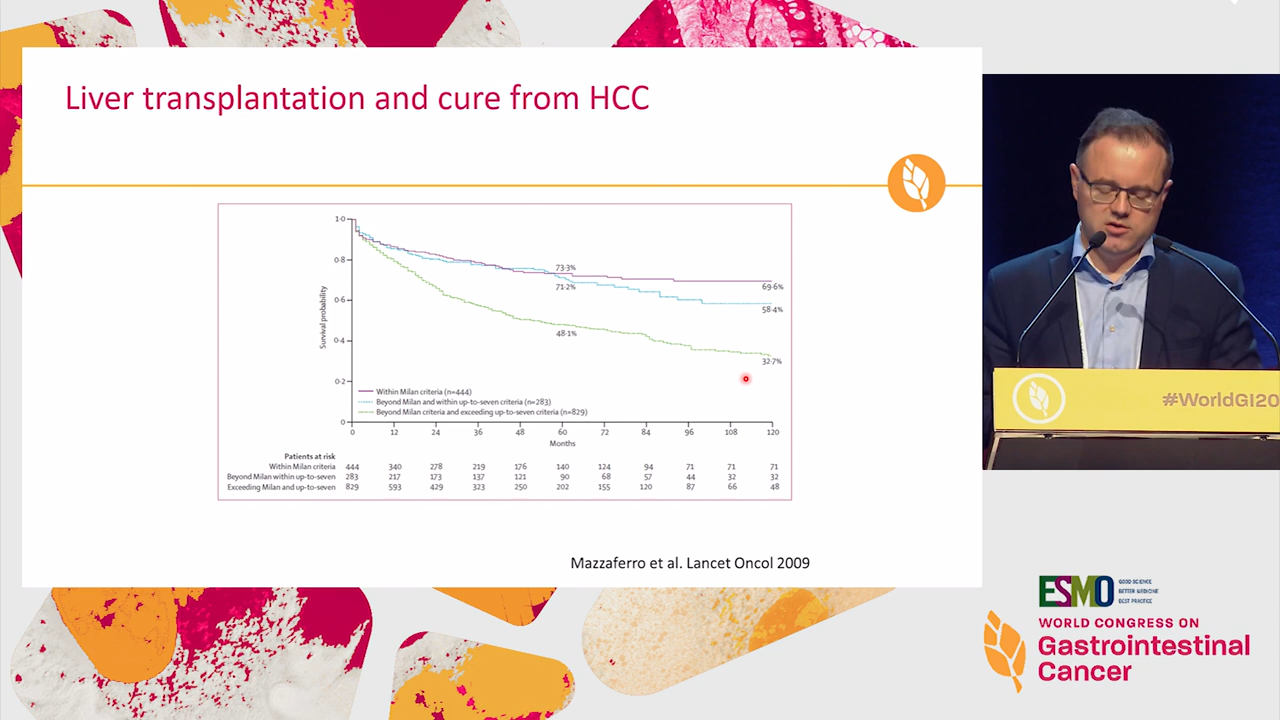 Liver transplantation and cure from HCC
1·0
0·8
0·6
0·4
0·2
0
Survival probability
73·3%
71·2%
48·1%
69·6%
58·4%
32·7%
Within Milan criteria (n=444)
Beyond Milan and within up-to-seven criteria (n=283)
Beyond Milan criteria and exceeding up-to-seven criteria (n=829)
0 12 24 36 48 60 72 84 96 108 120
Months
Patients at risk
Within Milan criteria 444 340 278 219 176 140 124 94 71 71 71
Beyond Milan within up-to-seven 283 217 173 137 121 90 68 57 44 32 32
Exceeding Milan and up-to-seven 829 593 429 323 250 202 155 120 87 66 48
Mazzaferro et al. Lancet Oncol 2009
#WorldGI20
ESMO
GOOD SCIENCE
BETTER MEDICINE
BEST PRACTICE
WORLD CONGRESS ON
Gastrointestinal
Cancer